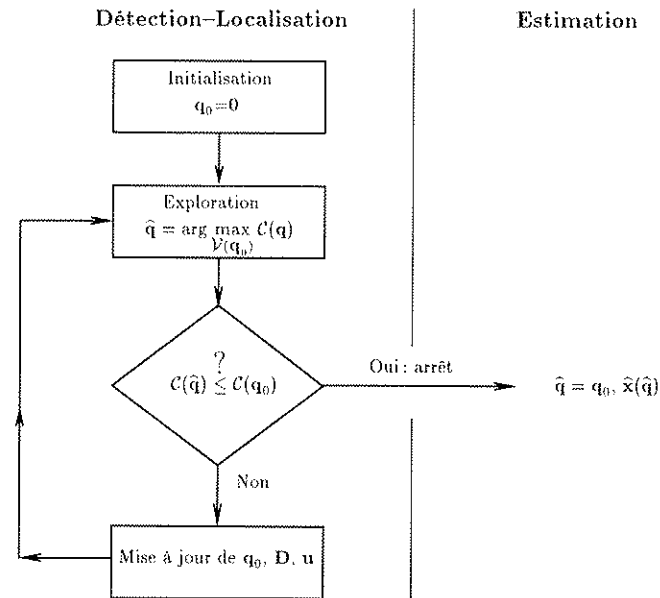 Détection–Localisation
Estimation
Initialisation
q₀=0
Exploration
q̂ = arg max C(q)
V(q₀)
?
C(q̂) ≤ C(q₀)
Oui : arrêt
q̂ = q₀, x̂(q̂)
Non
Mise à jour de q₀, D, u